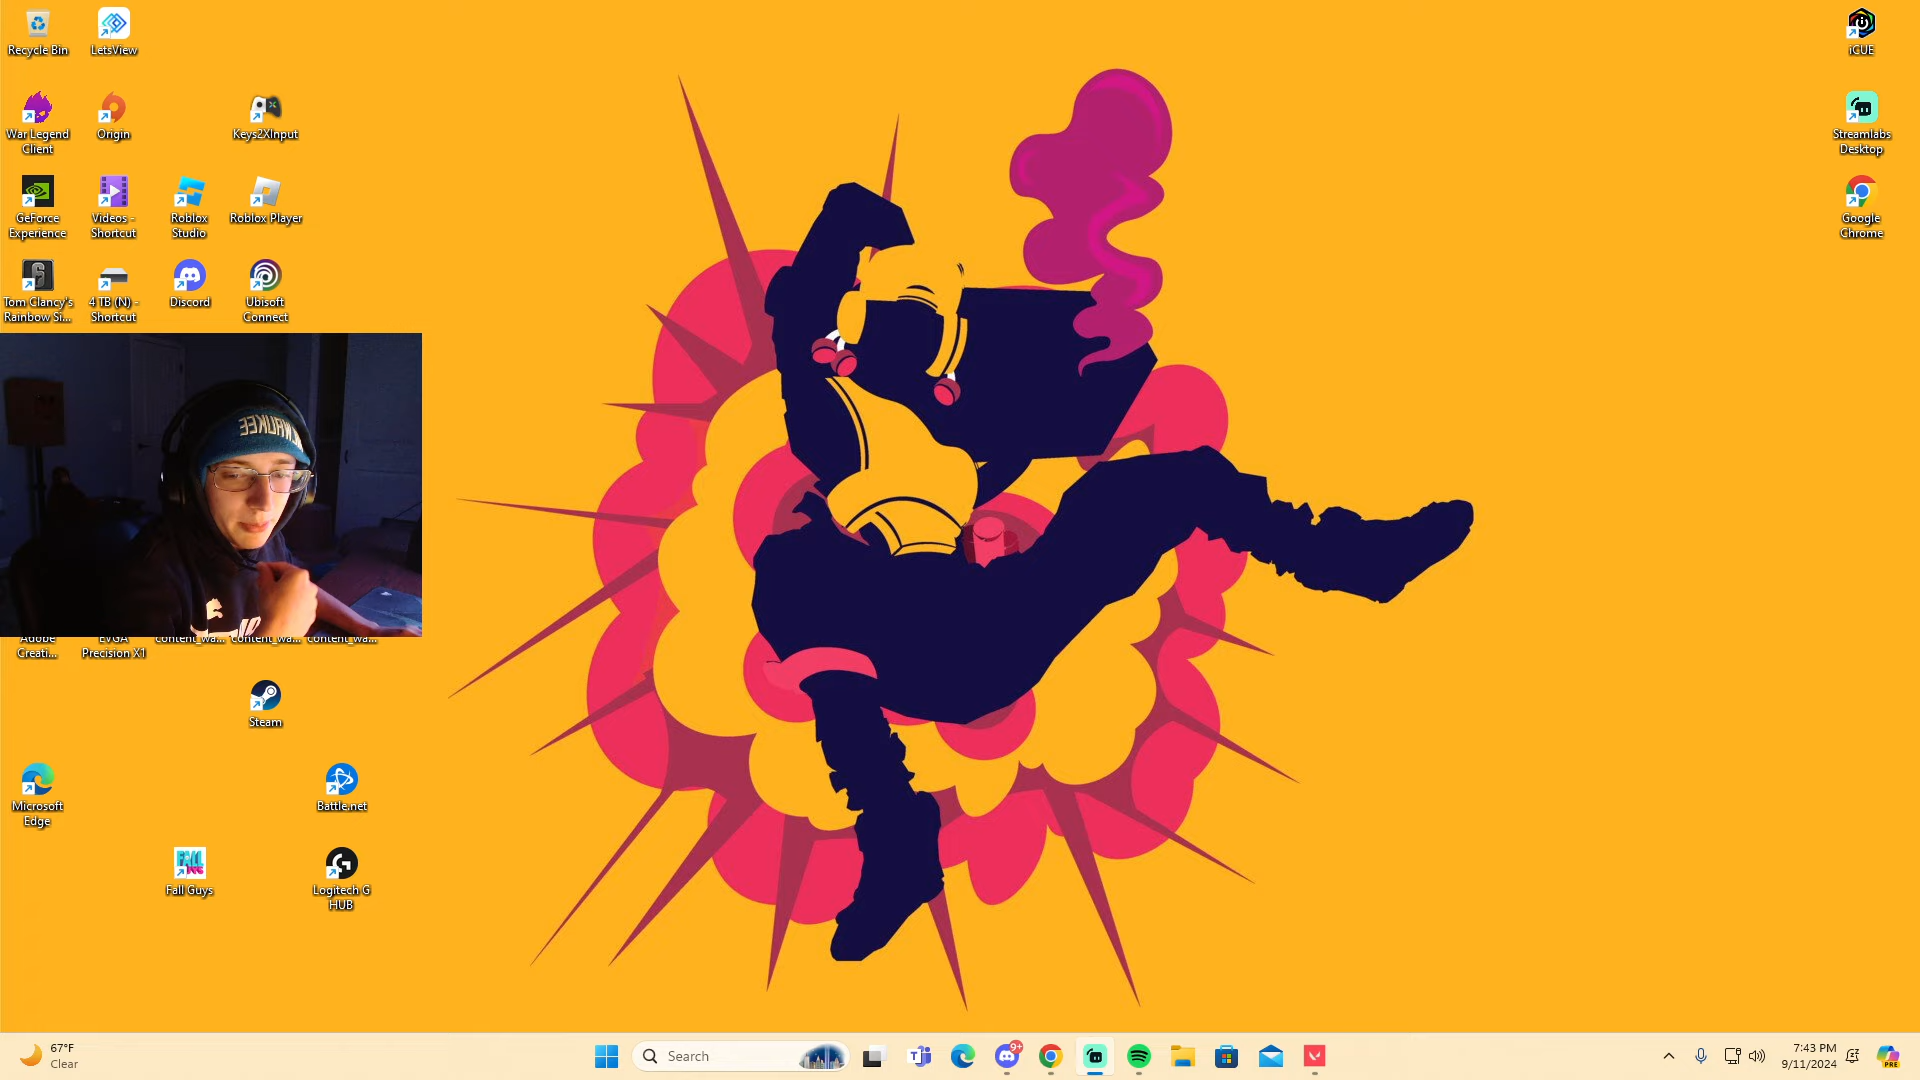 Recycle Bin
LetsView
iCUE
War Legend
Client
Origin
Keys2XInput
Streamlabs
Desktop
GeForce
Experience
Videos -
Shortcut
Roblox
Studio
Roblox Player
Google
Chrome
Tom Clancy's
Rainbow Si...
4 TB (N) -
Shortcut
Discord
Ubisoft
Connect
Adobe
Creati...
EVGA
Precision X1
content_wa...
content_wa...
content_wa...
Steam
Microsoft
Edge
Battle.net
FALL
Fall Guys
Logitech G
HUB
67°F
Clear
Search
9+
7:43 PM
9/11/2024
PRE